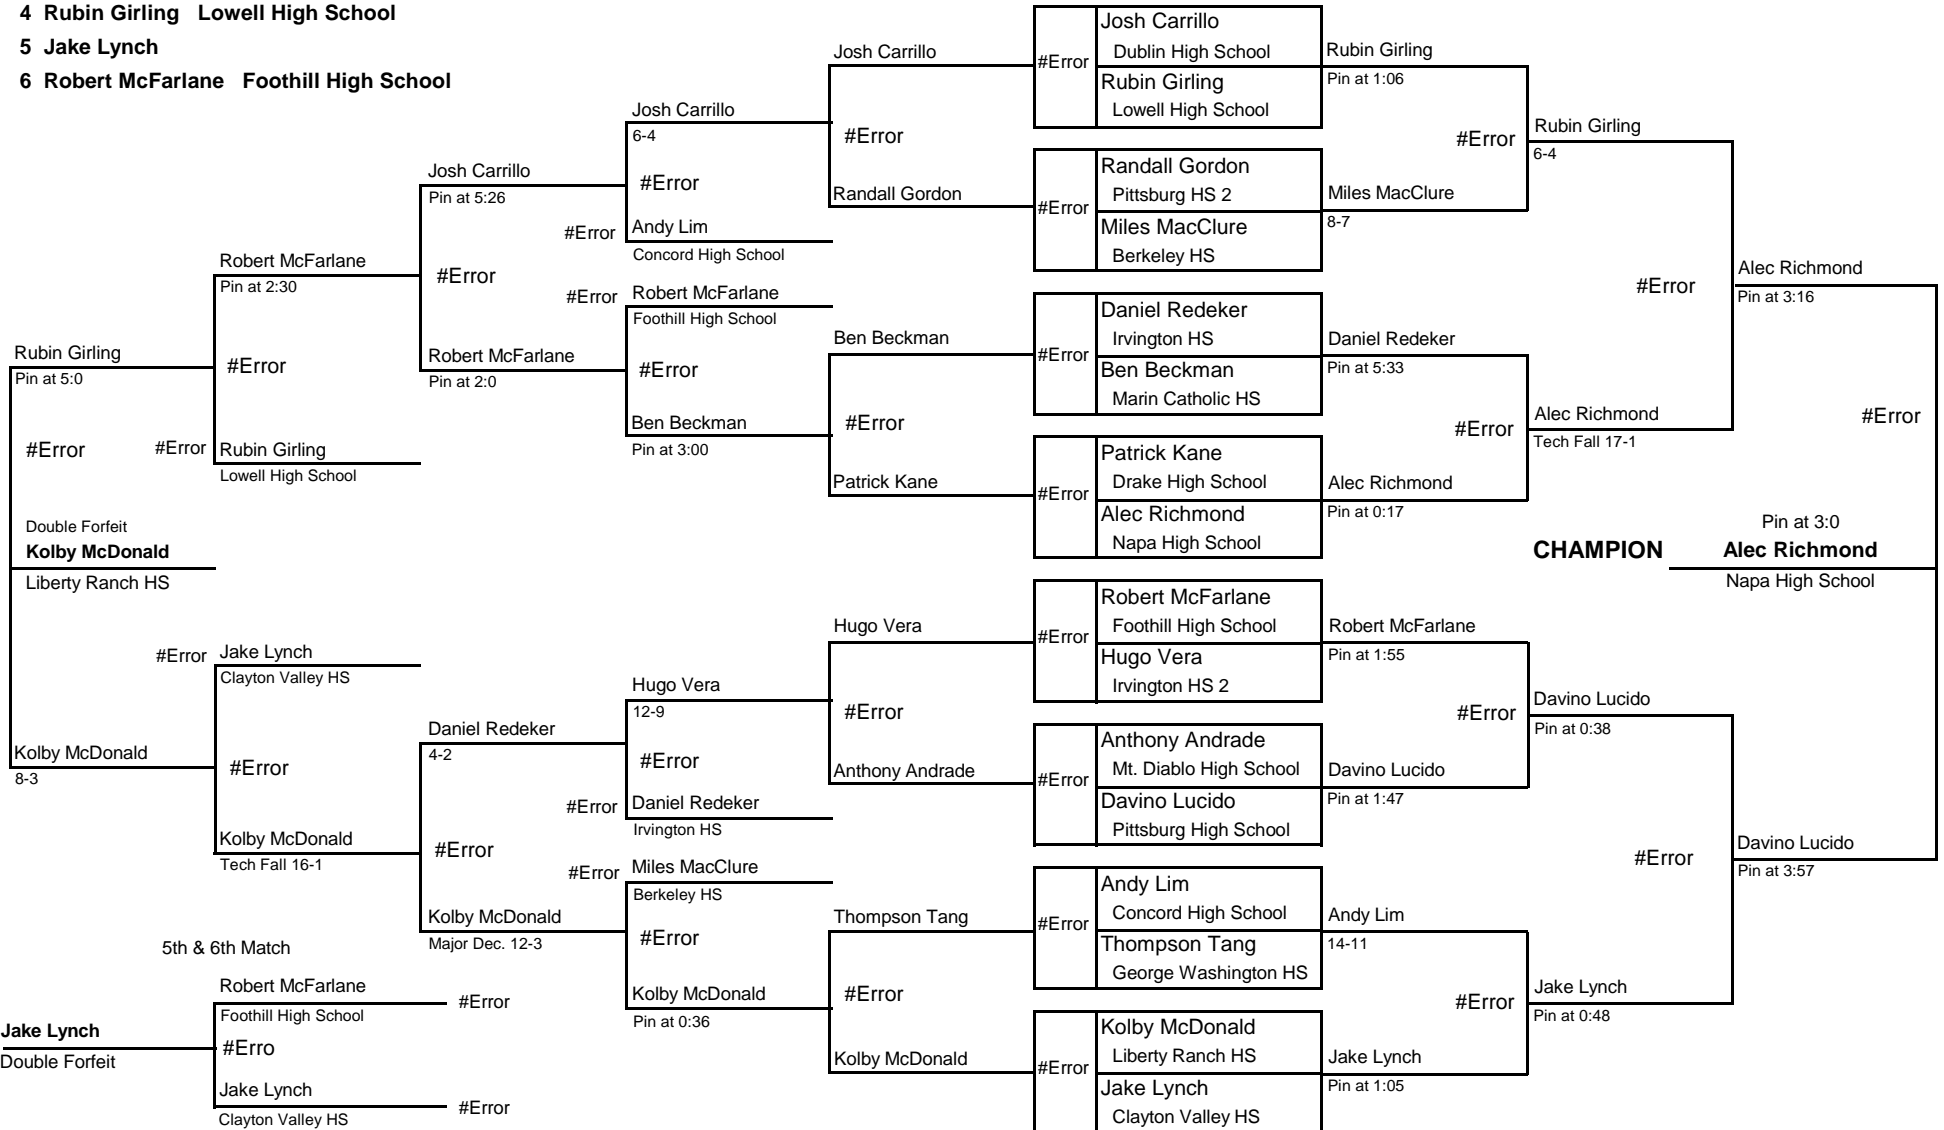 4 Rubin Girling Lowell High School
5 Jake Lynch
6 Robert McFarlane Foothill High School
Rubin Girling
Pin at 5:0
#Error
Double Forfeit
Kolby McDonald
Liberty Ranch HS
Kolby McDonald
8-3
Robert McFarlane
Pin at 2:30
#Error
#Error
Rubin Girling
Lowell High School
#Error
Jake Lynch
Clayton Valley HS
#Error
Kolby McDonald
Tech Fall 16-1
5th & 6th Match
Robert McFarlane
#Error
Foothill High School
Jake Lynch
Double Forfeit
#Erro
Jake Lynch
#Error
Clayton Valley HS
Josh Carrillo
Pin at 5:26
#Error
Robert McFarlane
Pin at 2:0
Daniel Redeker
4-2
#Error
Kolby McDonald
Major Dec. 12-3
Josh Carrillo
6-4
#Error
#Error
Andy Lim
Concord High School
#Error
Robert McFarlane
Foothill High School
#Error
Ben Beckman
Pin at 3:00
Hugo Vera
12-9
#Error
#Error
Daniel Redeker
Irvington HS
#Error
Miles MacClure
Berkeley HS
#Error
Kolby McDonald
Pin at 0:36
Josh Carrillo
#Error
Randall Gordon
Ben Beckman
#Error
Patrick Kane
Hugo Vera
#Error
Anthony Andrade
Thompson Tang
#Error
Kolby McDonald
#Error
Josh Carrillo
Dublin High School
Rubin Girling
Lowell High School
#Error
Randall Gordon
Pittsburg HS 2
Miles MacClure
Berkeley HS
#Error
Daniel Redeker
Irvington HS
Ben Beckman
Marin Catholic HS
#Error
Patrick Kane
Drake High School
Alec Richmond
Napa High School
#Error
Robert McFarlane
Foothill High School
Hugo Vera
Irvington HS 2
#Error
Anthony Andrade
Mt. Diablo High School
Davino Lucido
Pittsburg High School
#Error
Andy Lim
Concord High School
Thompson Tang
George Washington HS
#Error
Kolby McDonald
Liberty Ranch HS
Jake Lynch
Clayton Valley HS
Rubin Girling
Pin at 1:06
#Error
Miles MacClure
8-7
Daniel Redeker
Pin at 5:33
#Error
Alec Richmond
Pin at 0:17
Robert McFarlane
Pin at 1:55
#Error
Davino Lucido
Pin at 1:47
Andy Lim
14-11
#Error
Jake Lynch
Pin at 1:05
Rubin Girling
6-4
#Error
Alec Richmond
Tech Fall 17-1
Davino Lucido
Pin at 0:38
#Error
Jake Lynch
Pin at 0:48
Alec Richmond
Pin at 3:16
#Error
Pin at 3:0
CHAMPION Alec Richmond
Napa High School
Davino Lucido
Pin at 3:57